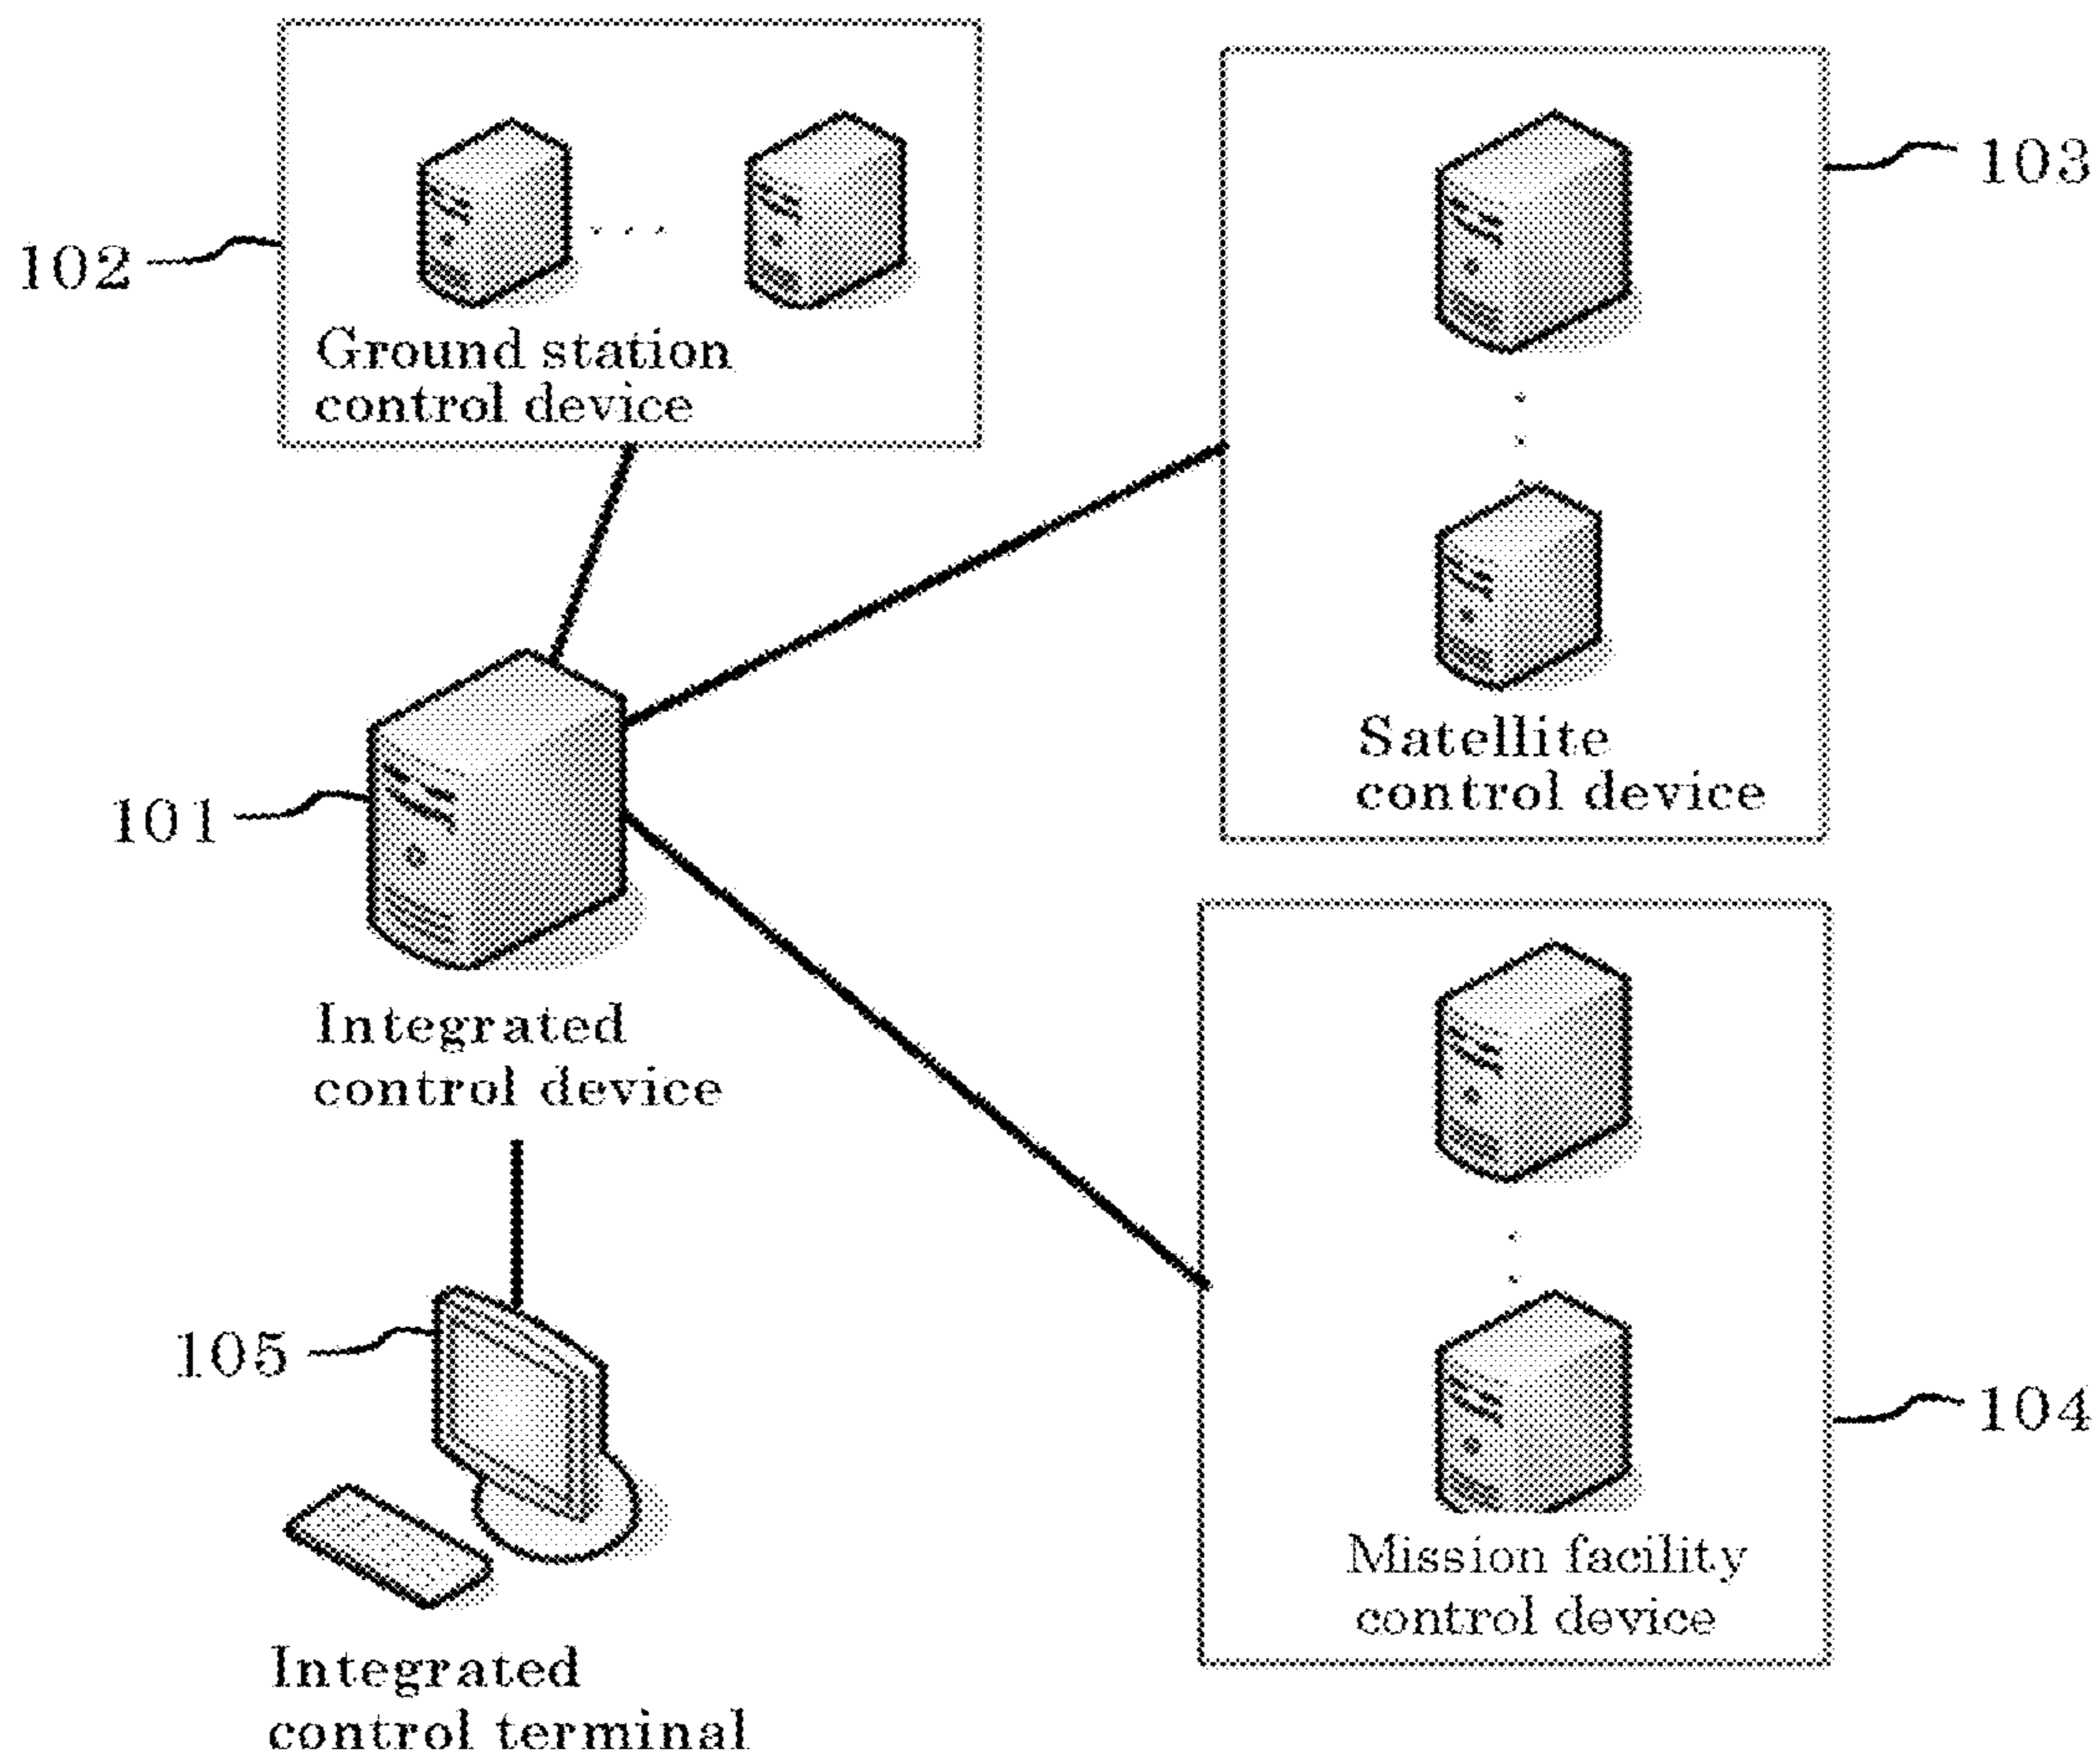 102
Ground station
control device
103
Satellite
control device
101
Integrated
control device
105
Integrated
control terminal
104
Mission facility
control device